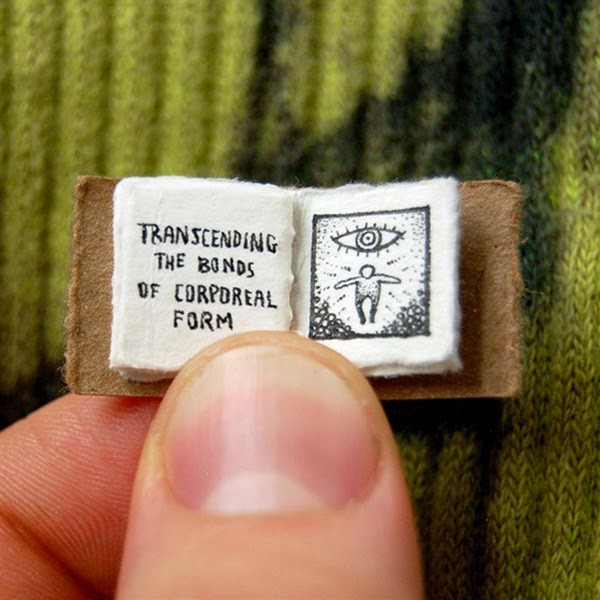 TRANSCENDING
THE BONDS
OF CORPOREAL
FORM